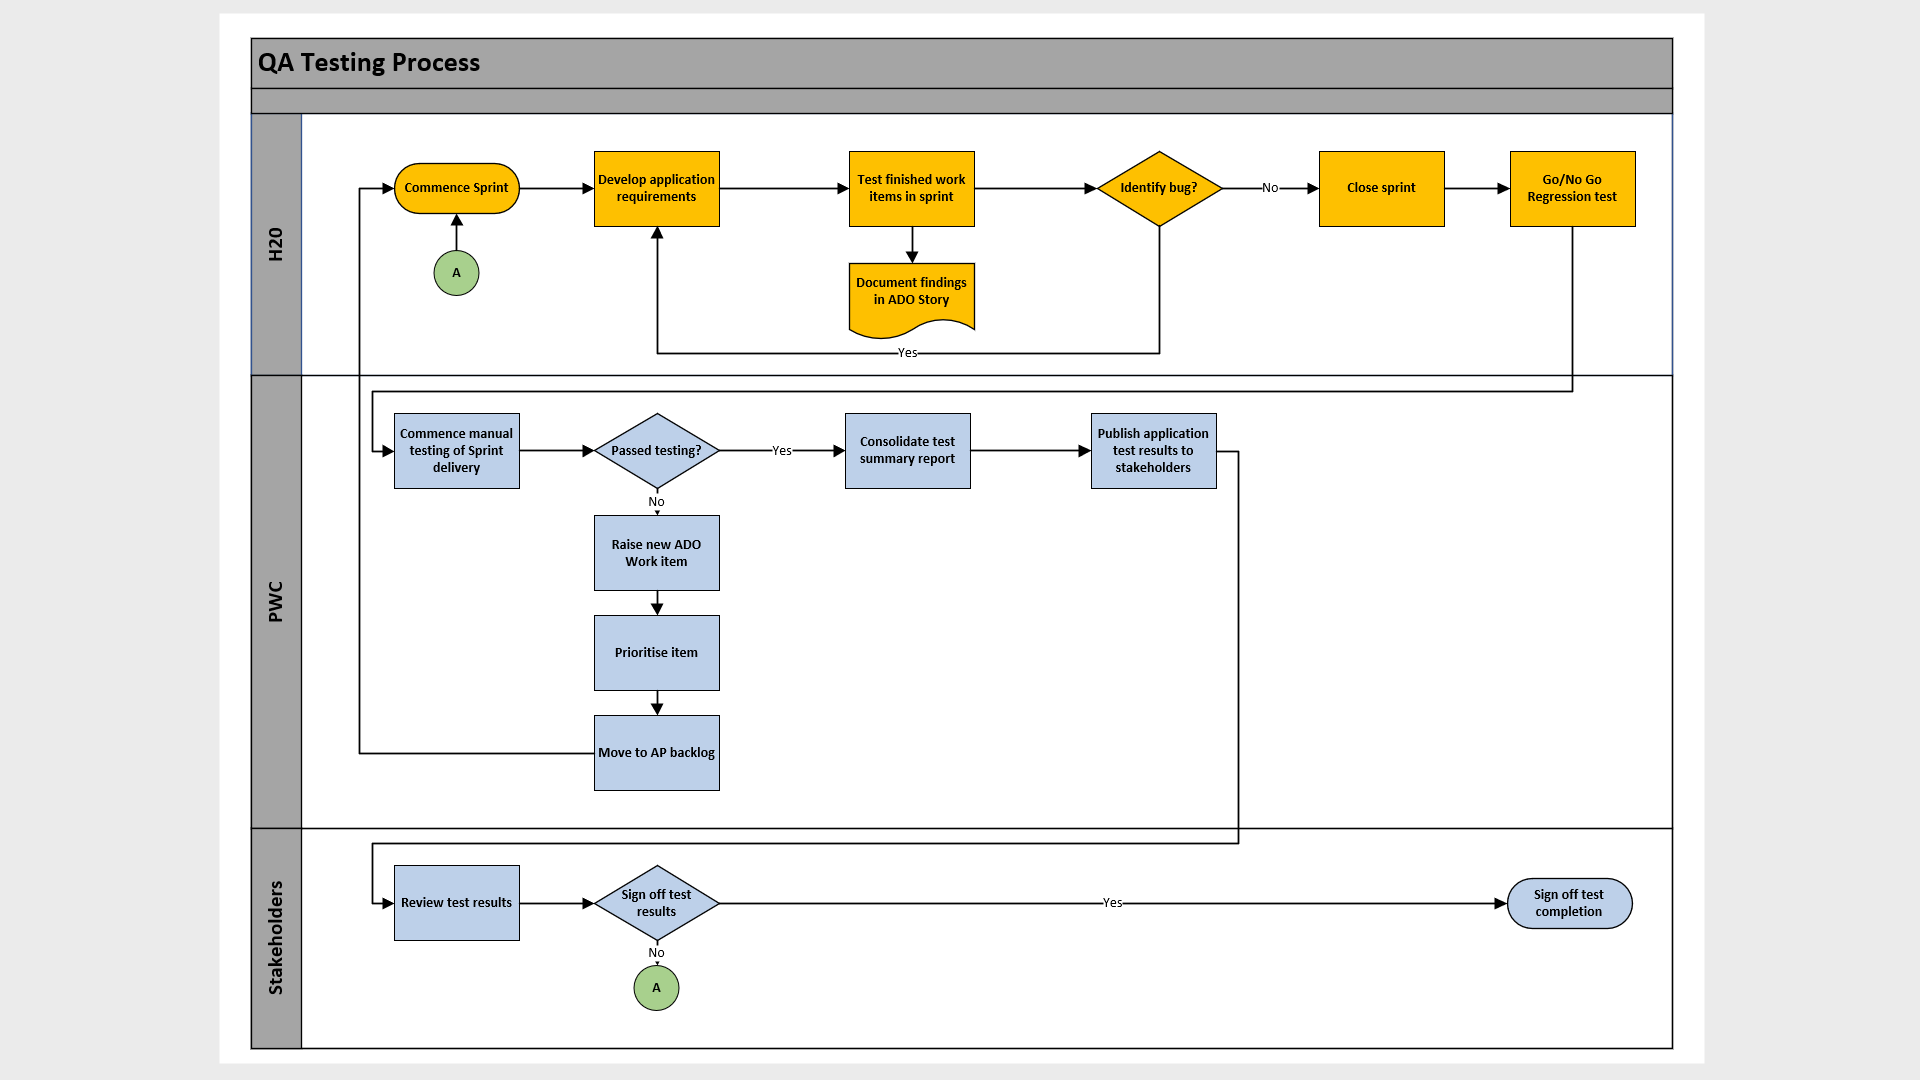 QA Testing Process
H20
Commence Sprint
Develop application
requirements
Test finished work
items in sprint
Identify bug?
No
Close sprint
Go/No Go
Regression test
A
Document findings
in ADO Story
Yes
PWC
Commence manual
testing of Sprint
delivery
Passed testing?
Yes
Consolidate test
summary report
Publish application
test results to
stakeholders
No
Raise new ADO
Work item
Prioritise item
Move to AP backlog
Stakeholders
Review test results
Sign off test
results
Yes
Sign off test
completion
No
A